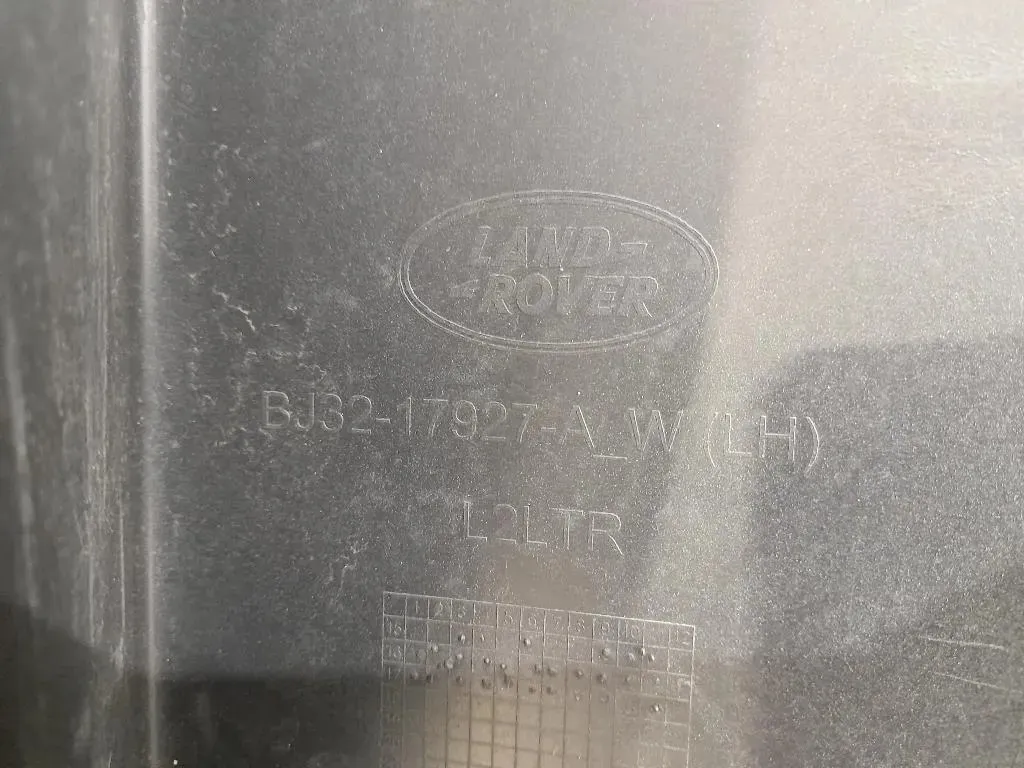 LAND-
-ROVER
BJ32-17927-A_W (LH)
L2LTR